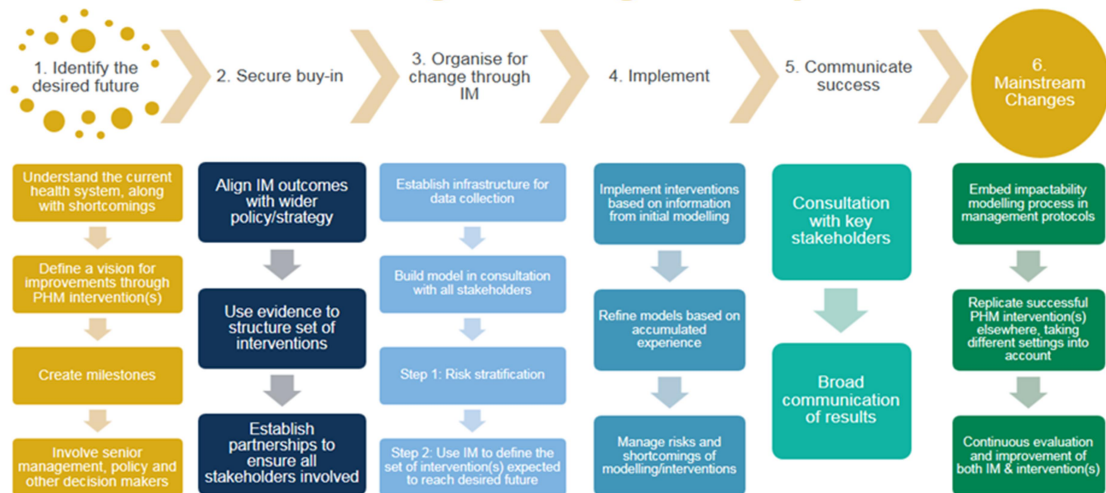 1. Identify the
desired future
2. Secure buy-in
3. Organise for
change through
IM
4. Implement
5. Communicate
success
6.
Mainstream
Changes
Understand the current
health system, along
with shortcomings
Define a vision for
improvements through
PHM intervention(s)
Create milestones
Involve senior
management, policy and
other decision makers
Align IM outcomes
with wider
policy/strategy
Use evidence to
structure set of
interventions
Establish
partnerships to
ensure all
stakeholders involved
Establish infrastructure for
data collection
Build model in consultation
with all stakeholders
Step 1: Risk stratification
Step 2: Use IM to define the
set of intervention(s) expected
to reach desired future
Implement interventions
based on information
from initial modelling
Refine models based on
accumulated
experience
Manage risks and
shortcomings of
modelling/interventions
Consultation
with key
stakeholders
Broad
communication
of results
Embed impactability
modelling process in
management protocols
Replicate successful
PHM intervention(s)
elsewhere, taking
different settings into
account
Continuous evaluation
and improvement of
both IM & intervention(s)